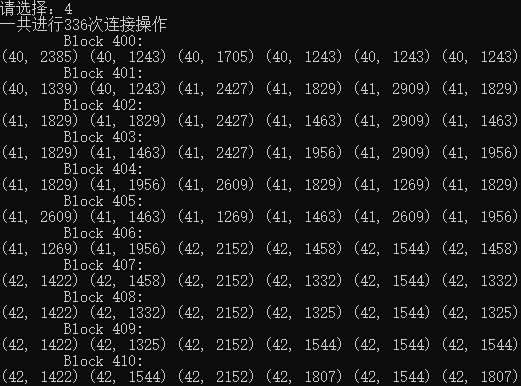 请选择：4
一共进行336次连接操作
Block 400:
(40, 2385) (40, 1243) (40, 1705) (40, 1243) (40, 1243) (40, 1243)
Block 401:
(40, 1339) (40, 1243) (41, 2427) (41, 1829) (41, 2909) (41, 1829)
Block 402:
(41, 1829) (41, 1829) (41, 2427) (41, 1463) (41, 2909) (41, 1463)
Block 403:
(41, 1829) (41, 1463) (41, 2427) (41, 1956) (41, 2909) (41, 1956)
Block 404:
(41, 1829) (41, 1956) (41, 2609) (41, 1829) (41, 1269) (41, 1829)
Block 405:
(41, 2609) (41, 1463) (41, 1269) (41, 1463) (41, 2609) (41, 1956)
Block 406:
(41, 1269) (41, 1956) (42, 2152) (42, 1458) (42, 1544) (42, 1458)
Block 407:
(42, 1422) (42, 1458) (42, 2152) (42, 1332) (42, 1544) (42, 1332)
Block 408:
(42, 1422) (42, 1332) (42, 2152) (42, 1325) (42, 1544) (42, 1325)
Block 409:
(42, 1422) (42, 1325) (42, 2152) (42, 1544) (42, 1544) (42, 1544)
Block 410:
(42, 1422) (42, 1544) (42, 2152) (42, 1807) (42, 1544) (42, 1807)